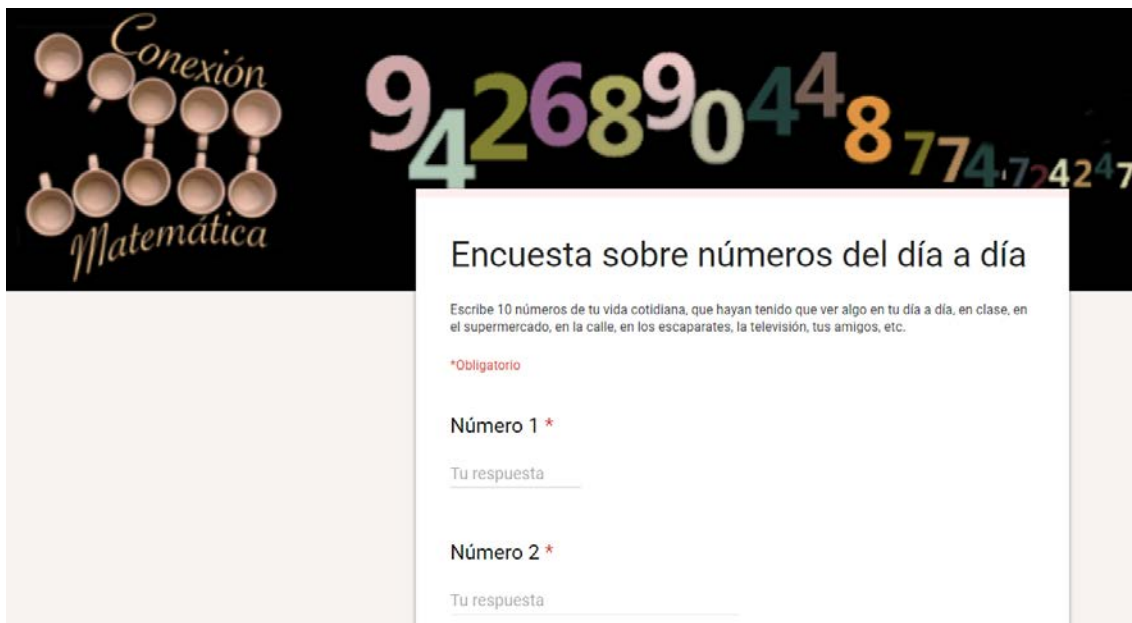 Conexión
Matemática
9426890448774.724247
Encuesta sobre números del día a día
Escribe 10 números de tu vida cotidiana, que hayan tenido que ver algo en tu día a día, en clase, en
el supermercado, en la calle, en los escaparates, la televisión, tus amigos, etc.
*Obligatorio
Número 1 *
Tu respuesta
Número 2 *
Tu respuesta